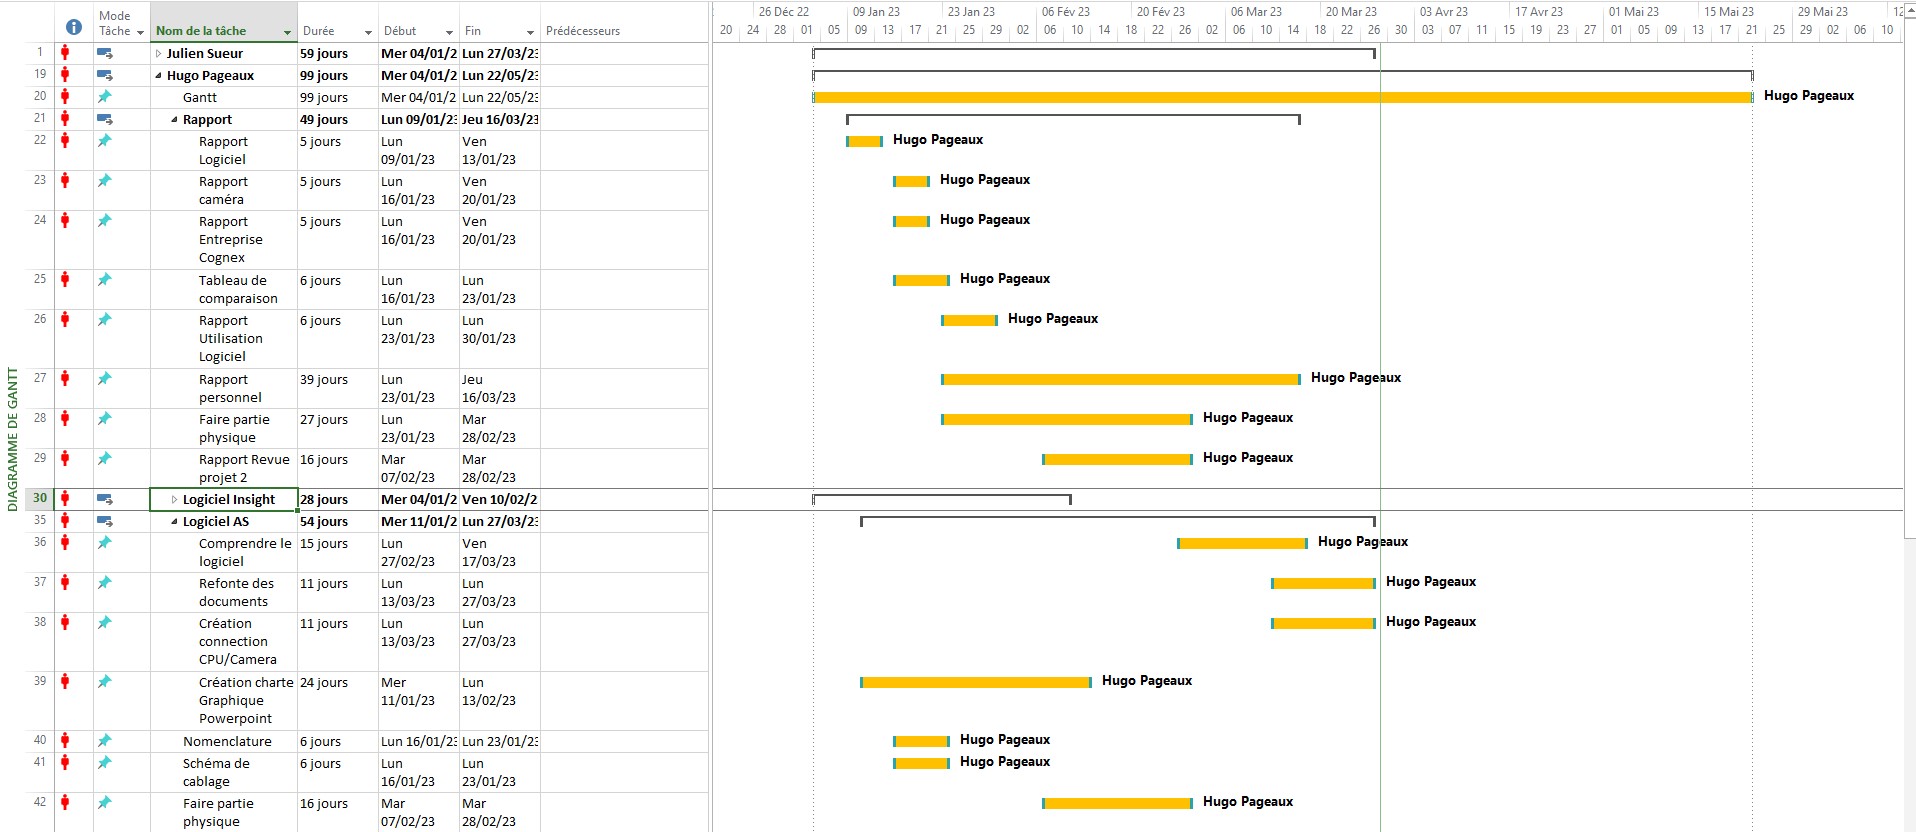 Mode
Tâche
Nom de la tâche
Durée
Début
Fin
Prédécesseurs
26 Déc 22
09 Jan 23
23 Jan 23
06 Fév 23
20 Fév 23
06 Mar 23
20 Mar 23
03 Avr 23
17 Avr 23
01 Mai 23
15 Mai 23
29 Mai 23
12
20 24 28 01 05 09 13 17 21 25 29 02 06 10 14 18 22 26 02 06 10 14 18 22 26 30 03 07 11 15 19 23 27 01 05 09 13 17 21 25 29 02 06 10
DIAGRAMME DE GANTT
1 Julien Sueur 59 jours Mer 04/01/2 Lun 27/03/23
19 Hugo Pageaux 99 jours Mer 04/01/2 Lun 22/05/23
20 Gantt 99 jours Mer 04/01/2 Lun 22/05/23 Hugo Pageaux
21 Rapport 49 jours Lun 09/01/23 Jeu 16/03/23
22 Rapport 5 jours Lun Ven Hugo Pageaux
Logiciel 09/01/23 13/01/23
23 Rapport 5 jours Lun Ven Hugo Pageaux
caméra 16/01/23 20/01/23
24 Rapport 5 jours Lun Ven Hugo Pageaux
Entreprise 16/01/23 20/01/23
Cognex
25 Tableau de 6 jours Lun Lun Hugo Pageaux
comparaison 16/01/23 23/01/23
26 Rapport 6 jours Lun Lun Hugo Pageaux
Utilisation 23/01/23 30/01/23
Logiciel
27 Rapport 39 jours Lun Jeu Hugo Pageaux
personnel 23/01/23 16/03/23
28 Faire partie 27 jours Lun Mar Hugo Pageaux
physique 23/01/23 28/02/23
29 Rapport Revue 16 jours Mar Mar Hugo Pageaux
projet 2 07/02/23 28/02/23
30 Logiciel Insight 28 jours Mer 04/01/2 Ven 10/02/2
35 Logiciel AS 54 jours Mer 11/01/2 Lun 27/03/23
36 Comprendre le 15 jours Lun Ven Hugo Pageaux
logiciel 27/02/23 17/03/23
37 Refonte des 11 jours Lun Lun Hugo Pageaux
documents 13/03/23 27/03/23
38 Création 11 jours Lun Lun Hugo Pageaux
connection 13/03/23 27/03/23
CPU/Camera
39 Création charte 24 jours Mer Lun Hugo Pageaux
Graphique 11/01/23 13/02/23
Powerpoint
40 Nomenclature 6 jours Lun 16/01/23 Lun 23/01/23 Hugo Pageaux
41 Schéma de 6 jours Lun Lun Hugo Pageaux
cablage 16/01/23 23/01/23
42 Faire partie 16 jours Mar Mar Hugo Pageaux
physique 07/02/23 28/02/23